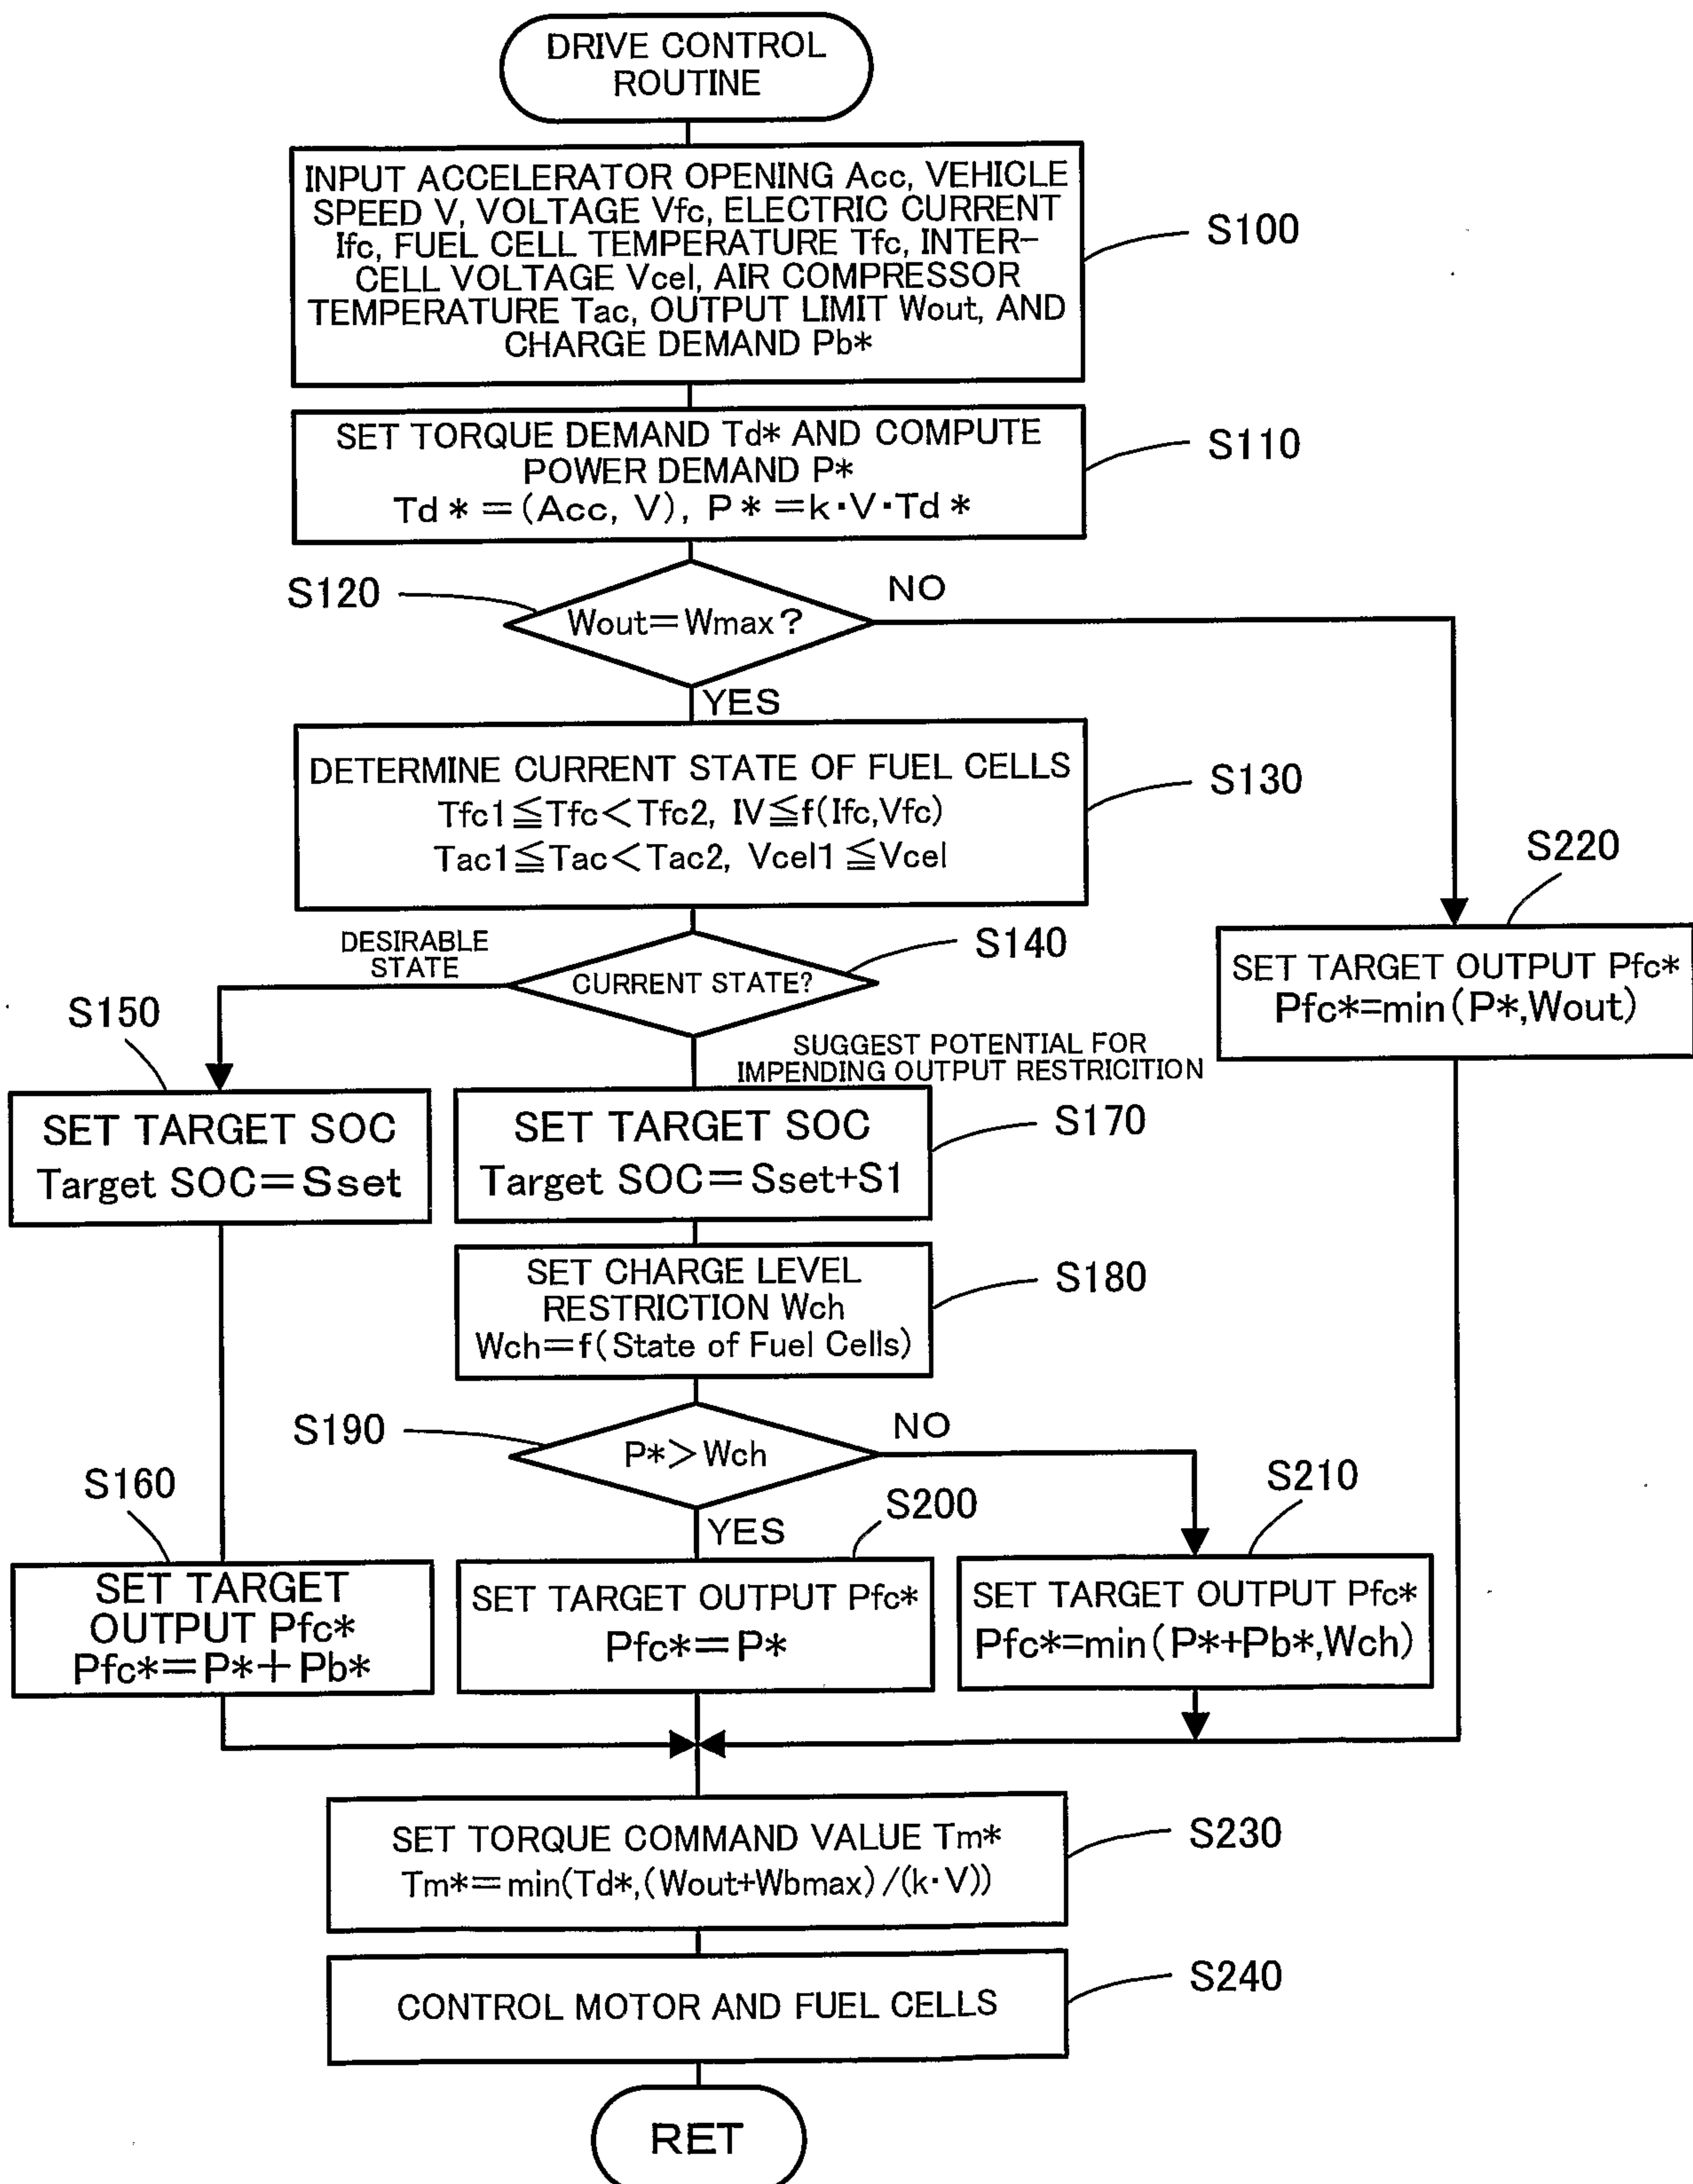 DRIVE CONTROL
ROUTINE
INPUT ACCELERATOR OPENING Acc, VEHICLE
SPEED V, VOLTAGE Vfc, ELECTRIC CURRENT
Ifc, FUEL CELL TEMPERATURE Tfc, INTER-
CELL VOLTAGE Vcel, AIR COMPRESSOR
TEMPERATURE Tac, OUTPUT LIMIT Wout, AND
CHARGE DEMAND Pb*
S100
SET TORQUE DEMAND Td* AND COMPUTE
POWER DEMAND P*
Td*=(Acc, V), P*=k・V・Td*
S110
S120
Wout=Wmax?
NO
YES
DETERMINE CURRENT STATE OF FUEL CELLS
Tfc1≦Tfc<Tfc2, IV≦f(Ifc,Vfc)
Tac1≦Tac<Tac2, Vcel1≦Vcel
S130
S220
SET TARGET OUTPUT Pfc*
Pfc*=min(P*,Wout)
DESIRABLE
STATE
CURRENT STATE?
S140
S150
SET TARGET SOC
Target SOC=Sset
SUGGEST POTENTIAL FOR
IMPENDING OUTPUT RESTRICITION
SET TARGET SOC
Target SOC=Sset+S1
S170
SET CHARGE LEVEL
RESTRICTION Wch
Wch=f(State of Fuel Cells)
S180
S190
P*>Wch
NO
YES
S160
SET TARGET
OUTPUT Pfc*
Pfc*=P*+Pb*
S200
SET TARGET OUTPUT Pfc*
Pfc*=P*
S210
SET TARGET OUTPUT Pfc*
Pfc*=min(P*+Pb*,Wch)
SET TORQUE COMMAND VALUE Tm*
Tm*=min(Td*,(Wout+Wbmax)/(k・V))
S230
CONTROL MOTOR AND FUEL CELLS
S240
RET